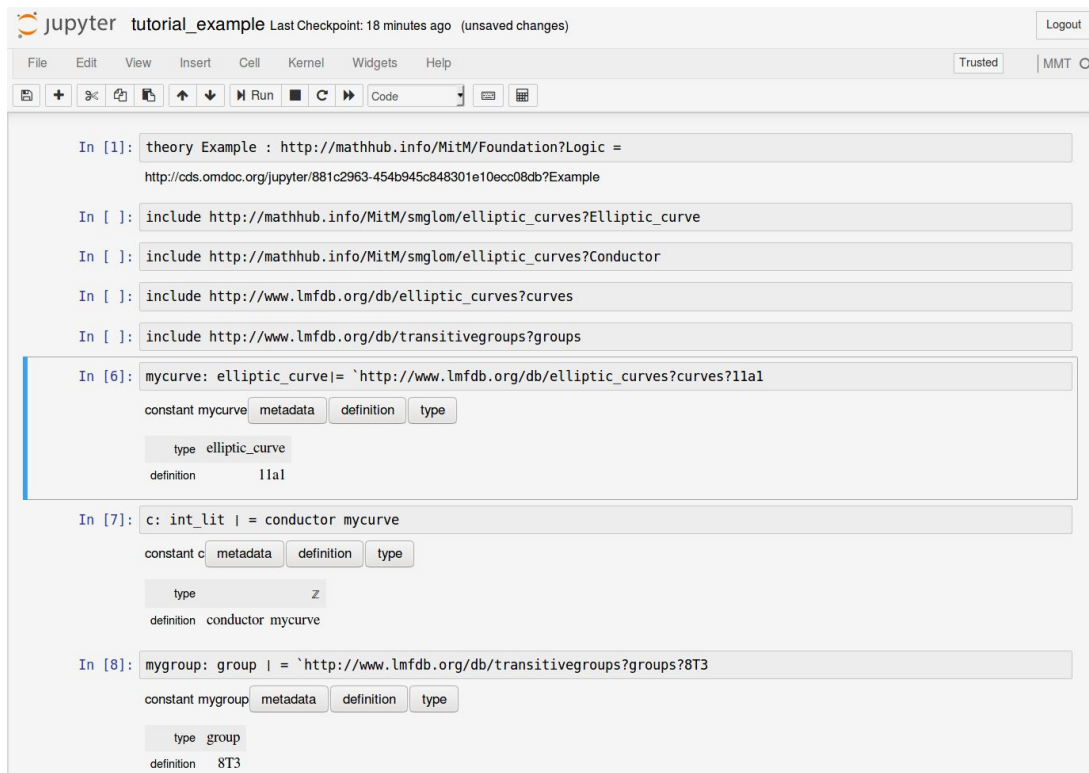 jupyter tutorial_example Last Checkpoint: 18 minutes ago (unsaved changes) Logout
File Edit View Insert Cell Kernel Widgets Help Trusted MMT
Run Code
In [1]: theory Example : http://mathhub.info/MitM/Foundation?Logic =
http://cds.omdoc.org/jupyter/881c2963-454b945c848301e10ecc08db?Example
In [ ]: include http://mathhub.info/MitM/smglom/elliptic_curves?Elliptic_curve
In [ ]: include http://mathhub.info/MitM/smglom/elliptic_curves?Conductor
In [ ]: include http://www.lmfdb.org/db/elliptic_curves?curves
In [ ]: include http://www.lmfdb.org/db/transitivegroups?groups
In [6]: mycurve: elliptic_curve|= `http://www.lmfdb.org/db/elliptic_curves?curves?11a1
constant mycurve metadata definition type
type elliptic_curve
definition 11a1
In [7]: c: int_lit | = conductor mycurve
constant c metadata definition type
type ℤ
definition conductor mycurve
In [8]: mygroup: group | = `http://www.lmfdb.org/db/transitivegroups?groups?8T3
constant mygroup metadata definition type
type group
definition 8T3